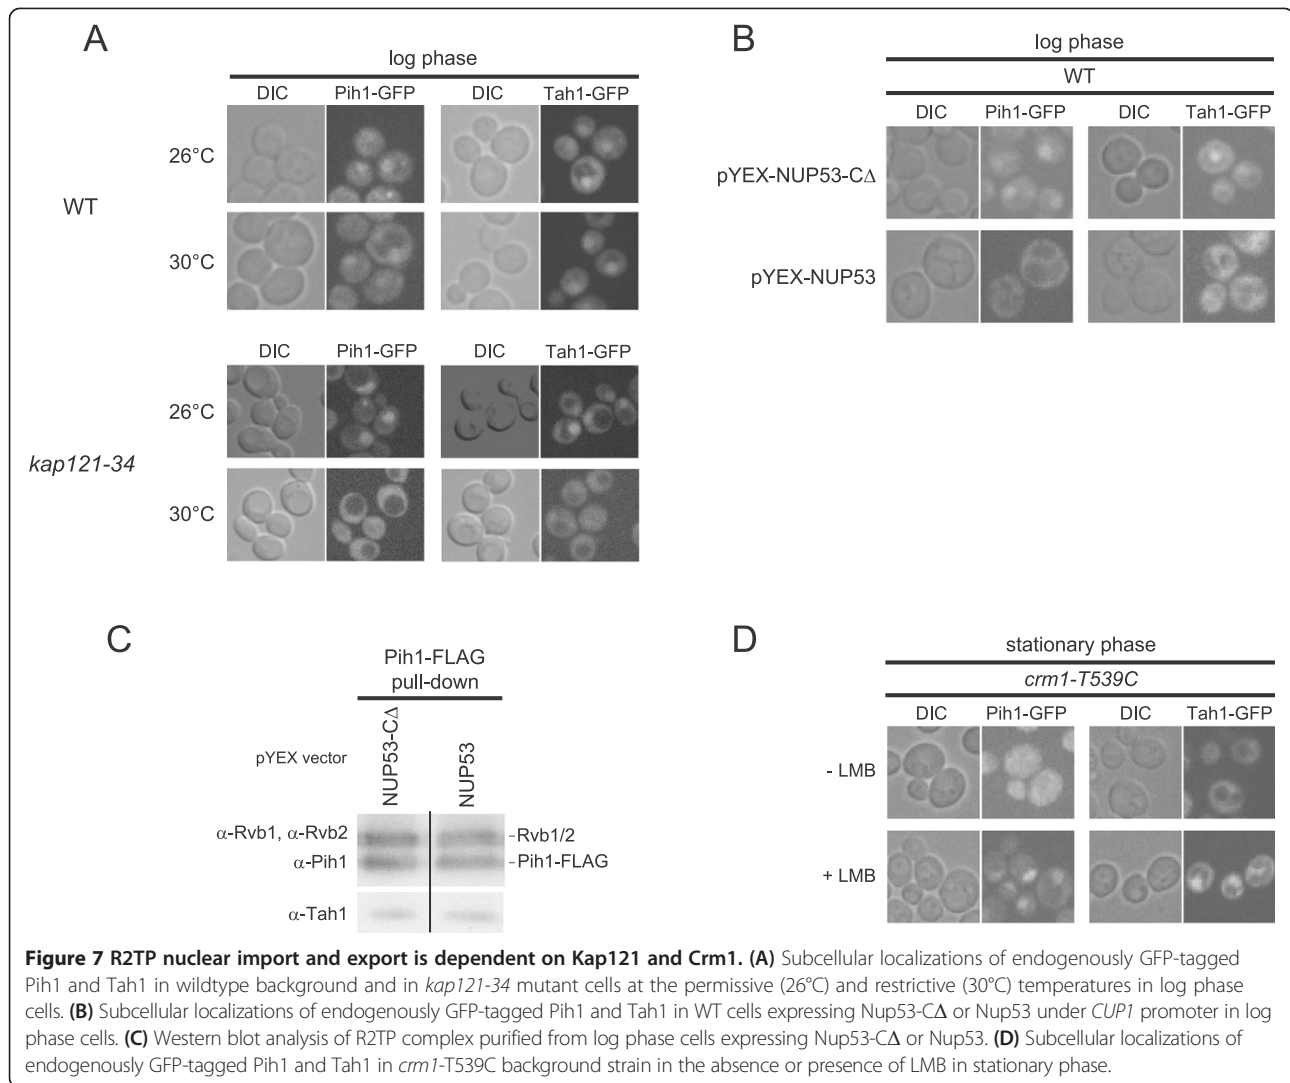 A
log phase
DIC Pih1-GFP DIC Tah1-GFP
26°C
WT
30°C
DIC Pih1-GFP DIC Tah1-GFP
26°C
kap121-34
30°C
B
log phase
WT
DIC Pih1-GFP DIC Tah1-GFP
pYEX-NUP53-CΔ
pYEX-NUP53
C
Pih1-FLAG
pull-down
pYEX vector
NUP53-CΔ
NUP53
α-Rvb1, α-Rvb2
Rvb1/2
α-Pih1
Pih1-FLAG
α-Tah1
D
stationary phase
crm1-T539C
DIC Pih1-GFP DIC Tah1-GFP
- LMB
+ LMB
Figure 7 R2TP nuclear import and export is dependent on Kap121 and Crm1. (A) Subcellular localizations of endogenously GFP-tagged
Pih1 and Tah1 in wildtype background and in kap121-34 mutant cells at the permissive (26°C) and restrictive (30°C) temperatures in log phase
cells. (B) Subcellular localizations of endogenously GFP-tagged Pih1 and Tah1 in WT cells expressing Nup53-CΔ or Nup53 under CUP1 promoter in log
phase cells. (C) Western blot analysis of R2TP complex purified from log phase cells expressing Nup53-CΔ or Nup53. (D) Subcellular localizations of
endogenously GFP-tagged Pih1 and Tah1 in crm1-T539C background strain in the absence or presence of LMB in stationary phase.